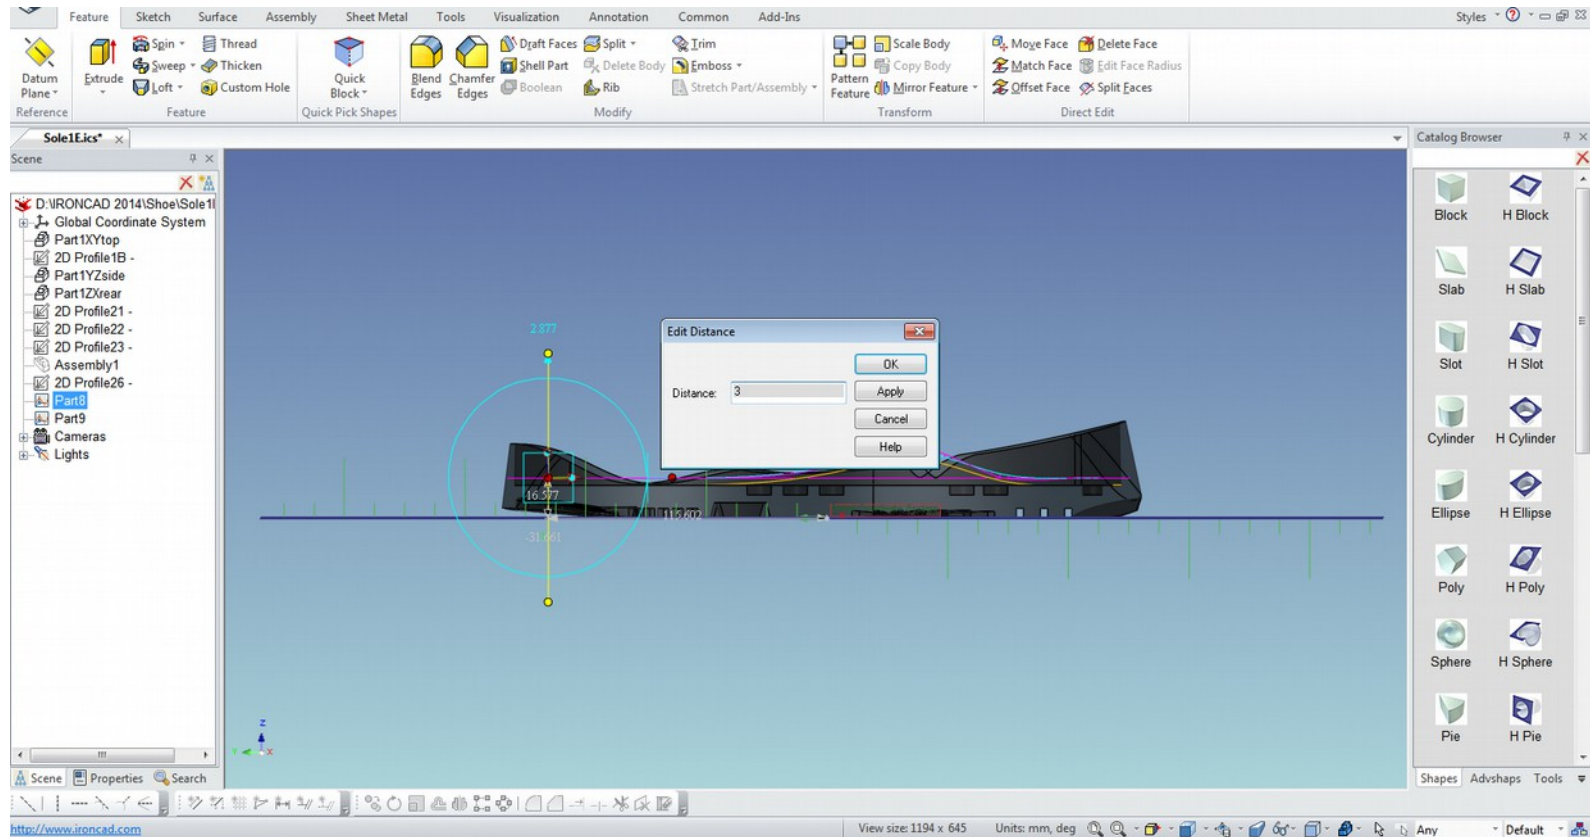 Feature Sketch Surface Assembly Sheet Metal Tools Visualization Annotation Common Add-Ins Styles
Datum Plane
Reference
Extrude
Spin Thread
Sweep Thicken
Loft Custom Hole
Feature
Quick Block
Quick Pick Shapes
Blend Edges
Chamfer Edges
Draft Faces Split Trim
Shell Part Delete Body Emboss
Boolean Rib Stretch Part/Assembly
Modify
Pattern Feature
Scale Body
Copy Body
Mirror Feature
Transform
Move Face Delete Face
Match Face Edit Face Radius
Offset Face Split Faces
Direct Edit
Sole1E.ics*
Scene
D:\IRONCAD 2014\Shoe\Sole1
Global Coordinate System
Part1XYtop
2D Profile1B -
Part1YZside
Part1ZXrear
2D Profile21 -
2D Profile22 -
2D Profile23 -
Assembly1
2D Profile26 -
Part8
Part9
Cameras
Lights
Scene Properties Search
2.877
16.577
-31.661
Edit Distance
Distance: 3
OK
Apply
Cancel
Help
Z
Y X
Catalog Browser
Block H Block
Slab H Slab
Slot H Slot
Cylinder H Cylinder
Ellipse H Ellipse
Poly H Poly
Sphere H Sphere
Pie H Pie
Shapes Advshaps Tools
http://www.ironcad.com
View size: 1194 x 645 Units: mm, deg Any Default